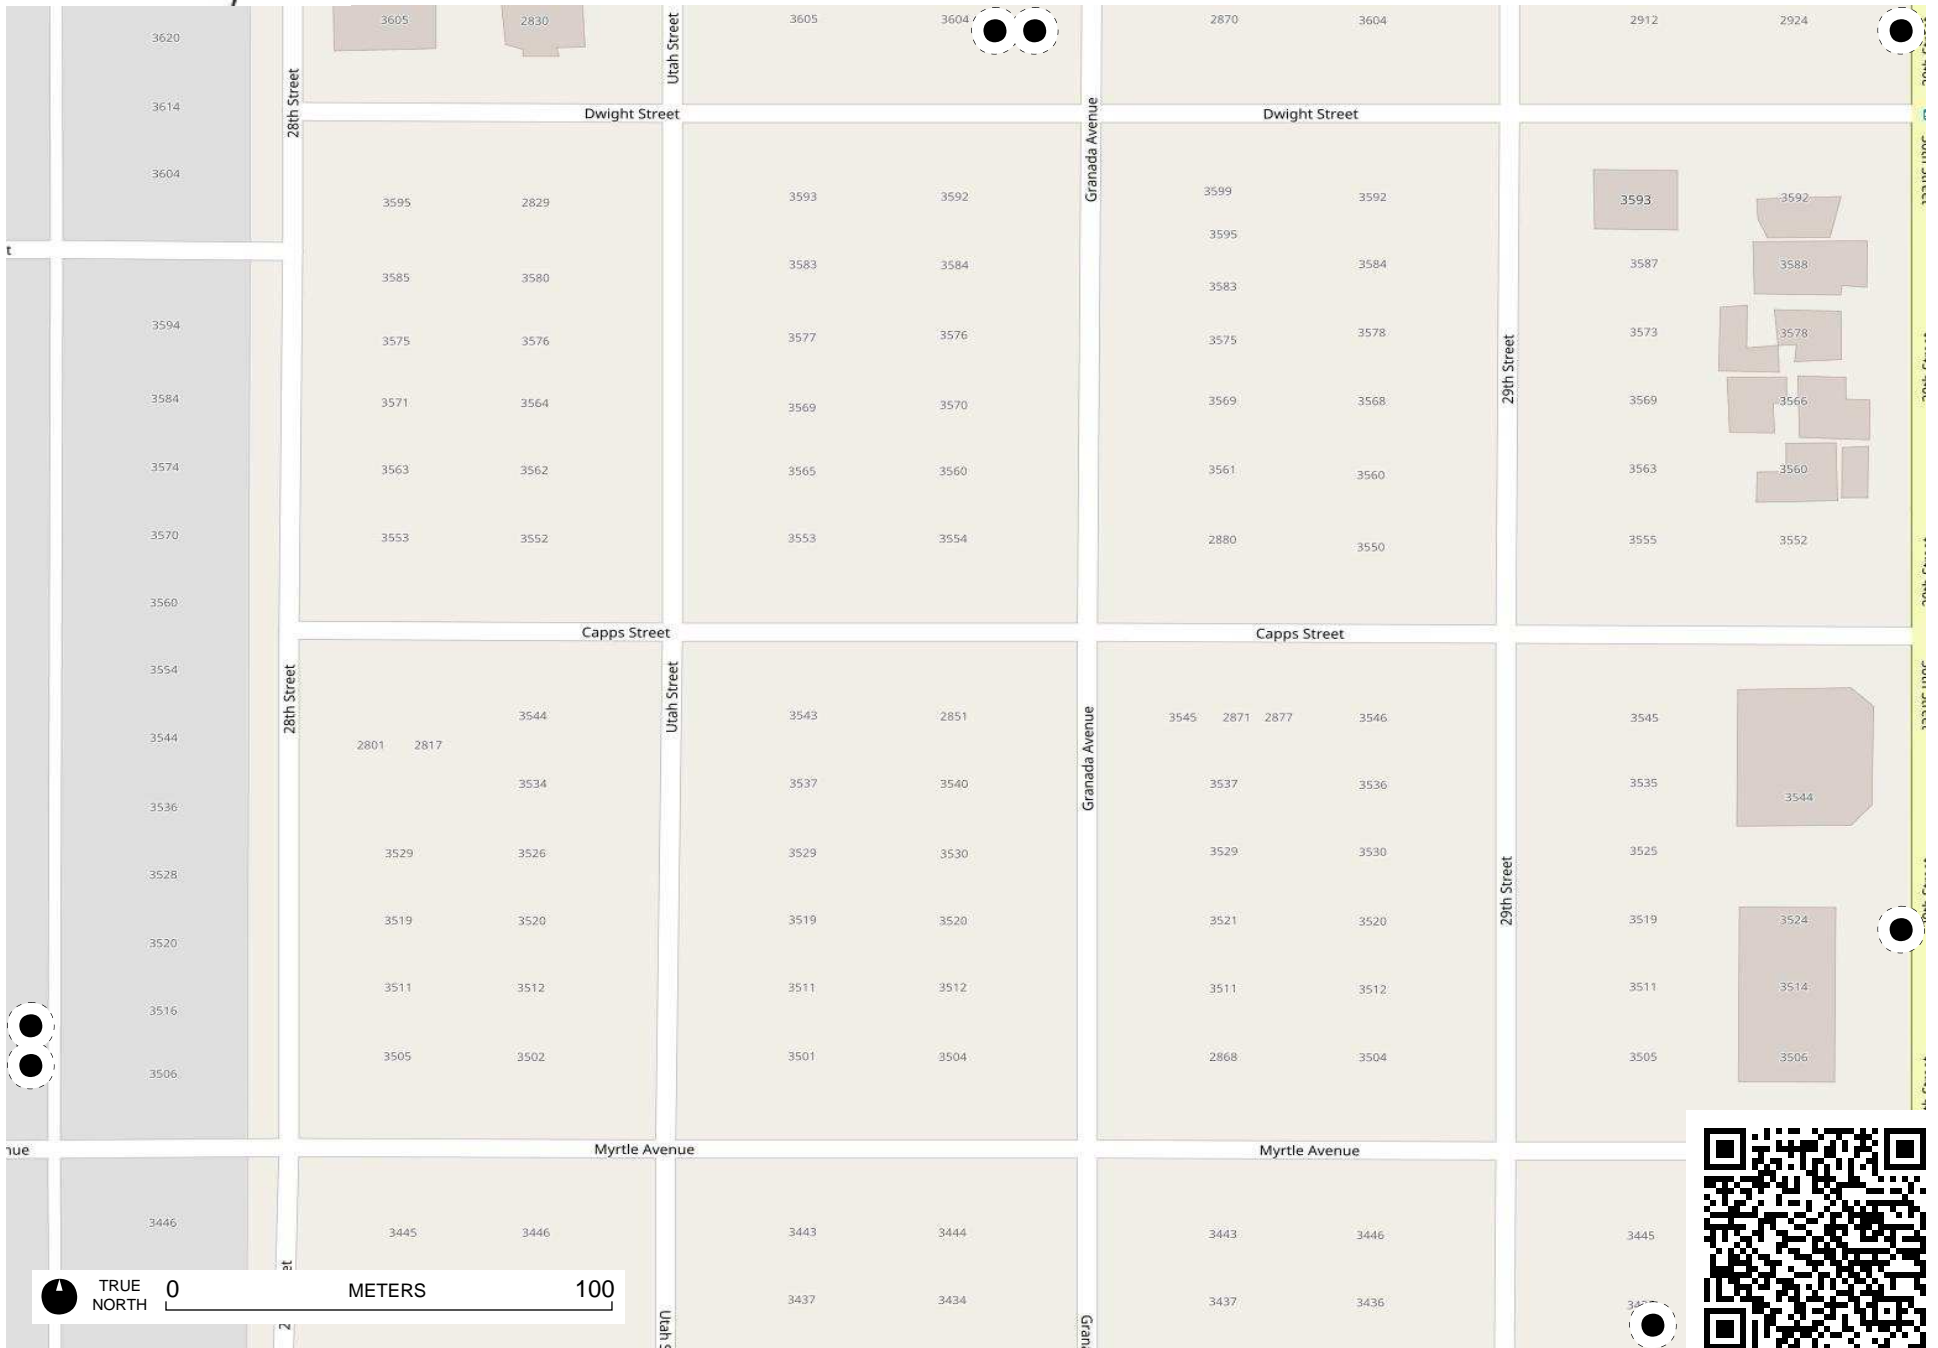 3605 2830 3605 3604 2870 3604 2912 2924
3620
Utah Street
28th Street
3614
Dwight Street
Dwight Street
Granada Avenue
3604
3595 2829 3593 3592 3599 3592 3593 3592
3595
3585 3580 3583 3584 3583 3584 3587 3588
3594
3575 3576 3577 3576 3575 3578 3573 3578
29th Street
3584
3571 3564 3569 3570 3569 3568 3569 3566
3574
3563 3562 3565 3560 3561 3560 3563 3560
3570
3553 3552 3553 3554 2880 3550 3555 3552
3560
Capps Street
Capps Street
3554
28th Street
Utah Street
Granada Avenue
3544 3543 2851 3545 2871 2877 3546 3545
3544
2801 2817
3534 3537 3540 3537 3536 3535 3544
3536
3529 3526 3529 3530 3529 3530 3525
29th Street
3528
3519 3520 3519 3520 3521 3520 3519 3524
3520
3511 3512 3511 3512 3511 3512 3511 3514
3516
3505 3502 3501 3504 2868 3504 3505 3506
3506
nue
Myrtle Avenue
Myrtle Avenue
3446
3445 3446 3443 3444 3443 3446 3445
3437 3434 3437 3436
TRUE
NORTH
0 METERS 100
Utah S
Grana